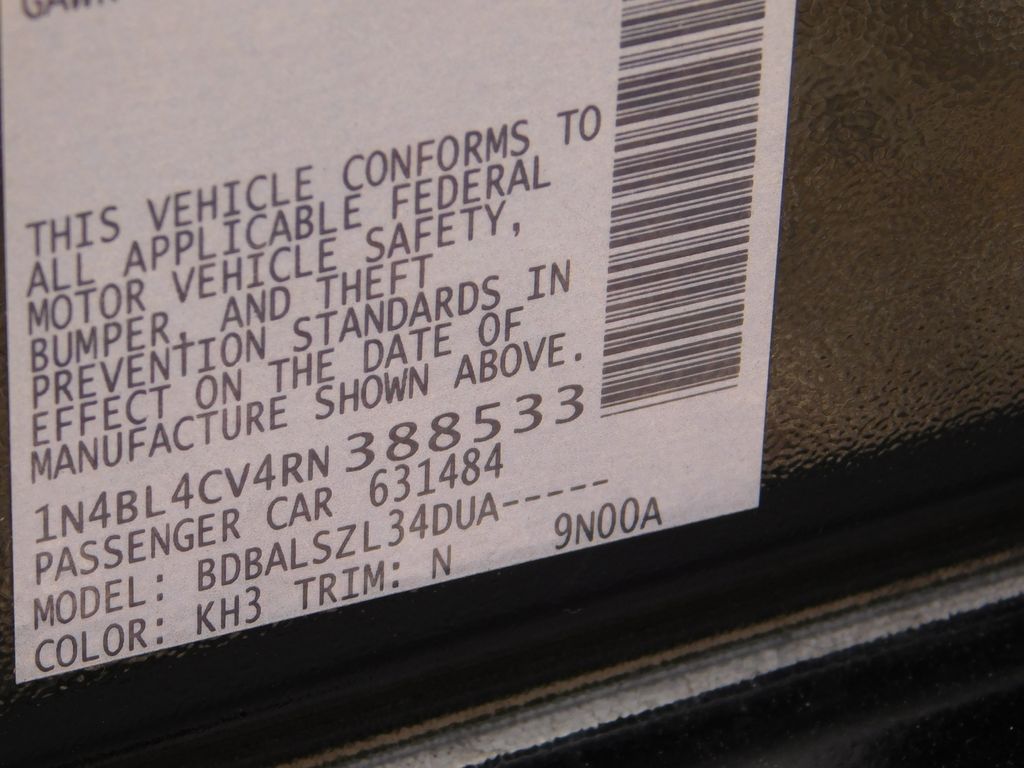 THIS VEHICLE CONFORMS TO
ALL APPLICABLE FEDERAL
MOTOR VEHICLE SAFETY,
BUMPER, AND THEFT
PREVENTION STANDARDS IN
EFFECT ON THE DATE OF
MANUFACTURE SHOWN ABOVE.
1N4BL4CV4RN388533
PASSENGER CAR 631484
MODEL: BDBALSZL34DUA-----
COLOR: KH3 TRIM: N 9N00A